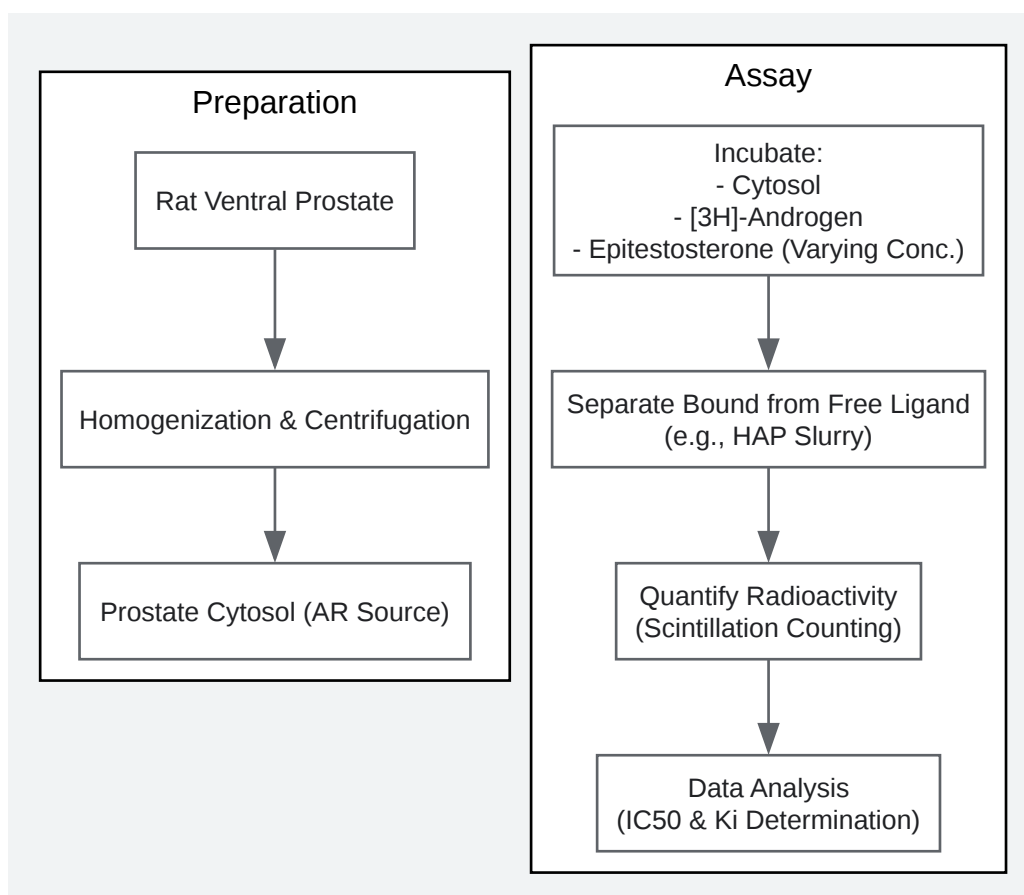 Preparation
Rat Ventral Prostate
Homogenization & Centrifugation
Prostate Cytosol (AR Source)
Assay
Incubate:
- Cytosol
- [3H]-Androgen
- Epitestosterone (Varying Conc.)
Separate Bound from Free Ligand
(e.g., HAP Slurry)
Quantify Radioactivity
(Scintillation Counting)
Data Analysis
(IC50 & Ki Determination)